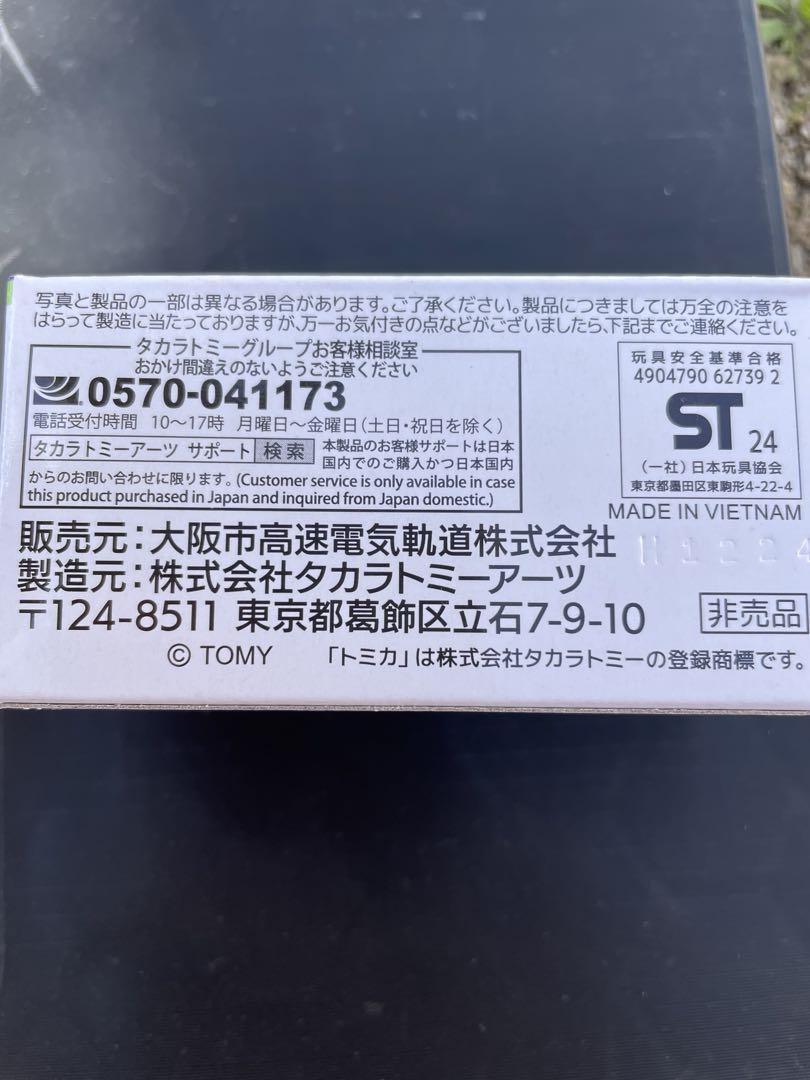 写真と製品の一部は異なる場合があります。ご了承ください。製品につきましては万全の注意を
はらって製造に当たっておりますが、万一お気付きの点などがございましたら、下記までご連絡ください。
タカラトミーグループお客様相談室
おかけ間違えのないようご注意ください
0570-041173
電話受付時間 10〜17時 月曜日〜金曜日(土日・祝日を除く)
タカラトミーアーツ サポート 検索 本製品のお客様サポートは日本
国内でのご購入かつ日本国内
からのお問い合わせに限ります。(Customer service is only available in case
this product purchased in Japan and inquired from Japan domestic.)
玩具安全基準合格
4904790 62739 2
ST 24
(一社)日本玩具協会
東京都墨田区東駒形4-22-4
MADE IN VIETNAM
販売元:大阪市高速電気軌道株式会社
製造元:株式会社タカラトミーアーツ
〒124-8511 東京都葛飾区立石7-9-10
非売品
© TOMY 「トミカ」は株式会社タカラトミーの登録商標です。